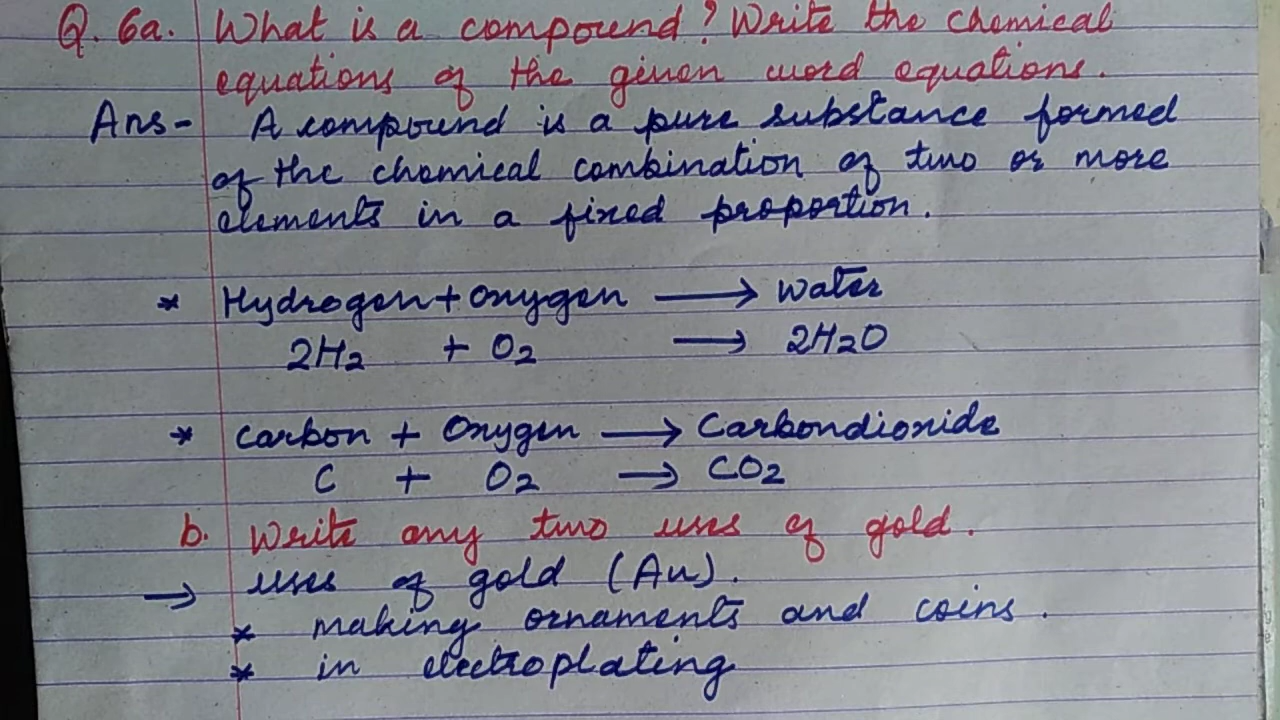 Q. 6a. What is a compound? Write the chemical
equations of the given word equations.
Ans- A compound is a pure substance formed
of the chemical combination of two or more
elements in a fixed proportion.
* Hydrogen + Oxygen ⟶ Water
2H₂ + O₂ ⟶ 2H₂O
* Carbon + Oxygen ⟶ Carbondioxide
C + O₂ ⟶ CO₂
b. Write any two uses of gold.
→ uses of gold (Au).
* making ornaments and coins.
* in electroplating